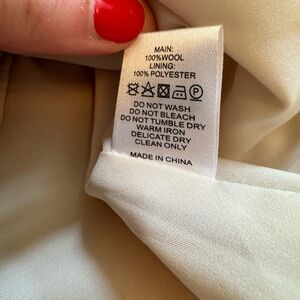 MAIN:
100%WOOL
LINING:
100% POLYESTER
DO NOT WASH
DO NOT BLEACH
DO NOT TUMBLE DRY
WARM IRON
DELICATE DRY
CLEAN ONLY
MADE IN CHINA